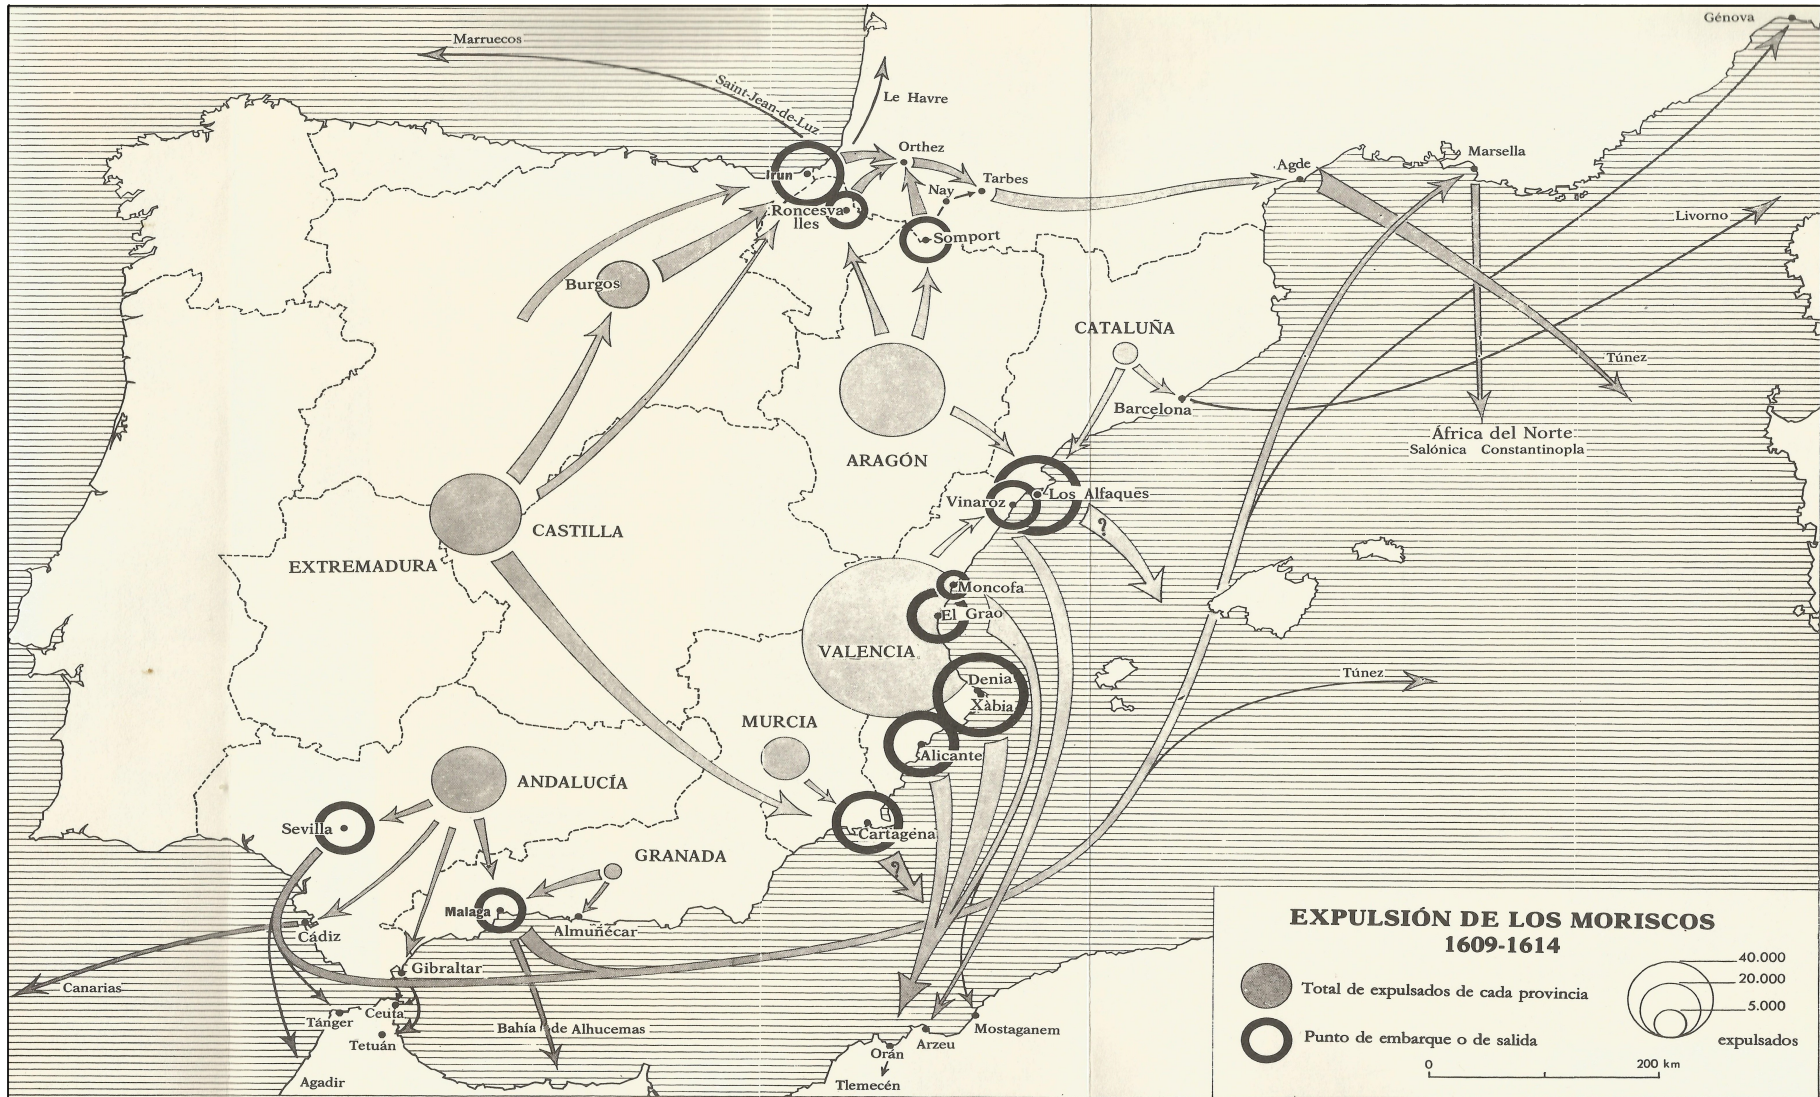 Génova
Marruecos
Saint-Jean-de-Luz
Le Havre
Orthez
Marsella
Agde
Irun
Nay
Tarbes
Roncesva
lles
Livorno
Somport
Burgos
CATALUÑA
Túnez
Barcelona
África del Norte
Salónica Constantinopla
ARAGÓN
Vinaroz
Los Alfaques
?
CASTILLA
EXTREMADURA
Moncofa
El Grao
VALENCIA
Denia
Xàbia
Túnez
MURCIA
Alicante
ANDALUCÍA
Sevilla
Cartagena
?
GRANADA
Malaga
Almuñécar
Cádiz
Gibraltar
Canarias
Ceuta
Tánger
Bahía de Alhucemas
Mostaganem
Tetuán
Arzeu
Orán
Agadir
Tlemecén
EXPULSIÓN DE LOS MORISCOS
1609-1614
Total de expulsados de cada provincia
Punto de embarque o de salida
40.000
20.000
5.000
expulsados
0
200 km